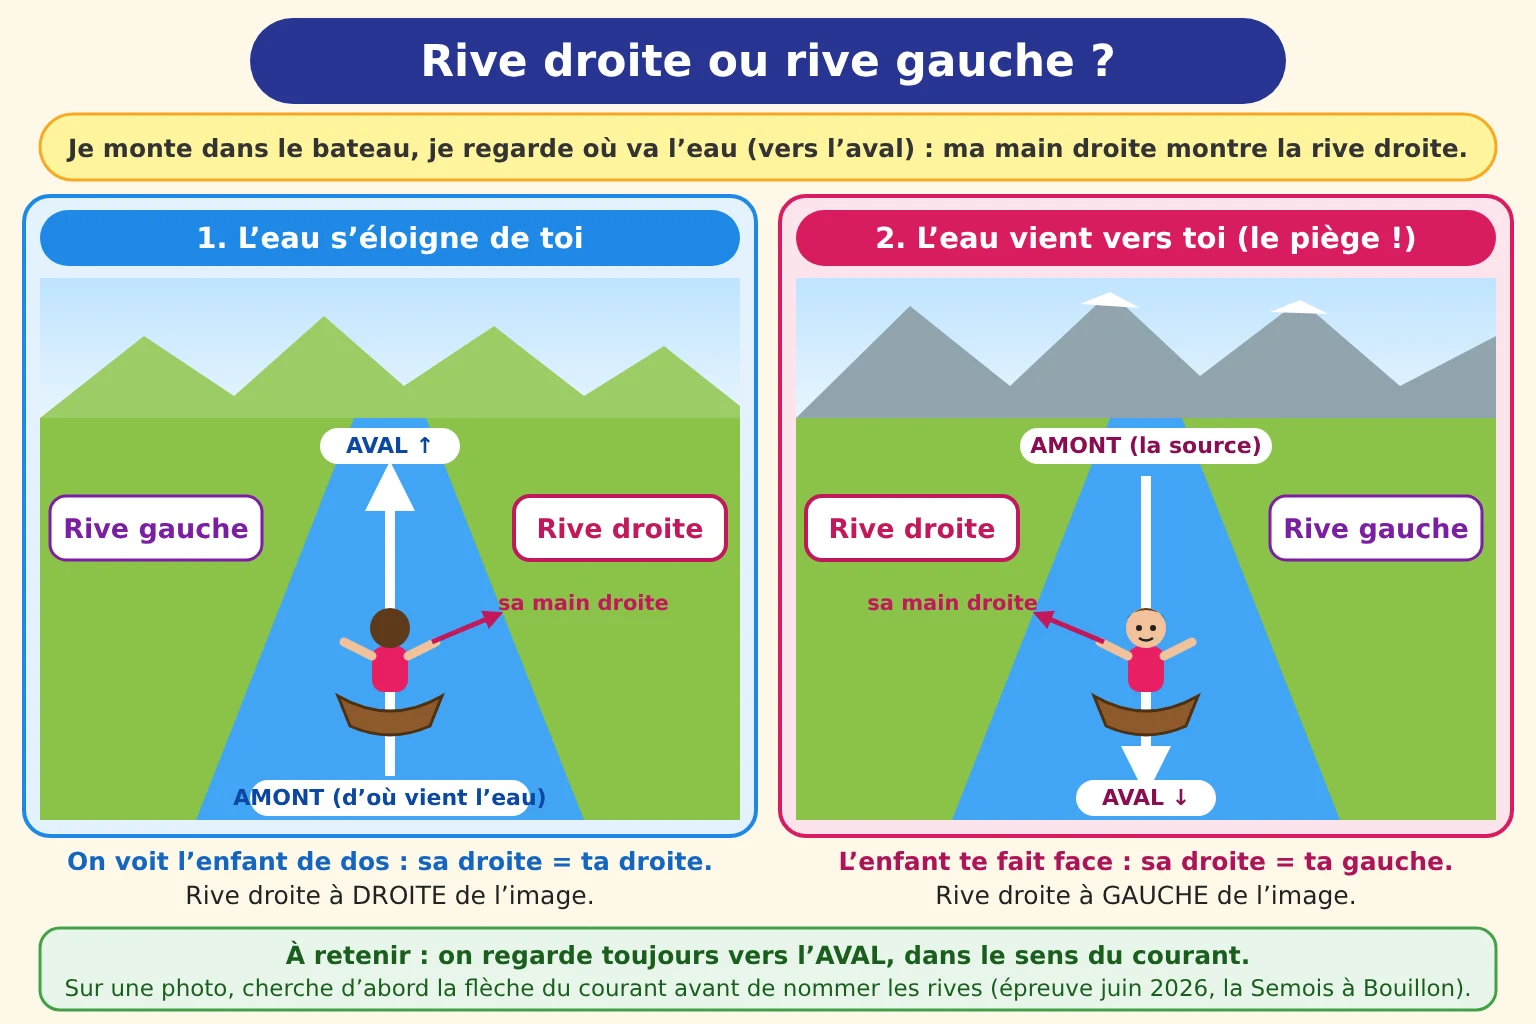 Rive droite ou rive gauche ?
Je monte dans le bateau, je regarde où va l’eau (vers l’aval) : ma main droite montre la rive droite.
1. L’eau s’éloigne de toi
AVAL ↑
Rive gauche
Rive droite
sa main droite
AMONT (d’où vient l’eau)
On voit l’enfant de dos : sa droite = ta droite.
Rive droite à DROITE de l’image.
2. L’eau vient vers toi (le piège !)
AMONT (la source)
Rive droite
Rive gauche
sa main droite
AVAL ↓
L’enfant te fait face : sa droite = ta gauche.
Rive droite à GAUCHE de l’image.
À retenir : on regarde toujours vers l’AVAL, dans le sens du courant.
Sur une photo, cherche d’abord la flèche du courant avant de nommer les rives (épreuve juin 2026, la Semois à Bouillon).